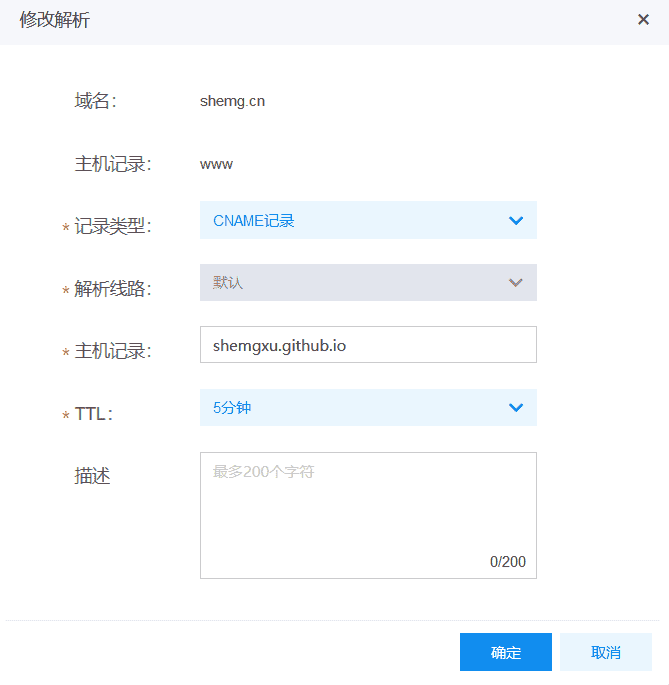 修改解析 ×
域名： shemg.cn
主机记录： www
* 记录类型： CNAME记录
* 解析线路： 默认
* 主机记录： shemgxu.github.io
* TTL： 5分钟
描述 最多200个字符
0/200
确定 取消